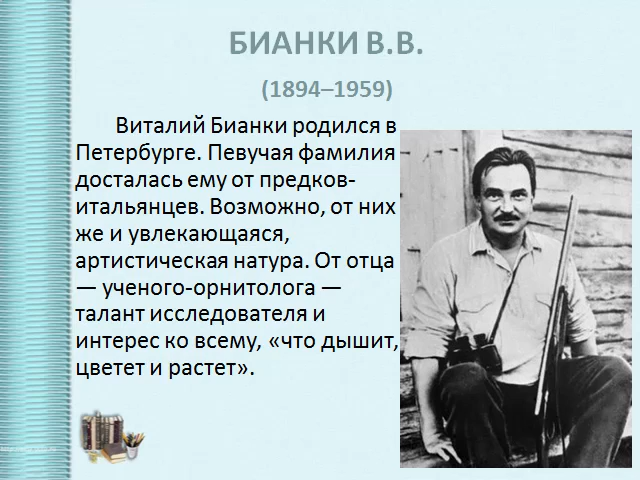 БИАНКИ В.В.
(1894–1959)
Виталий Бианки родился в
Петербурге. Певучая фамилия
досталась ему от предков-
итальянцев. Возможно, от них
же и увлекающаяся,
артистическая натура. От отца
— ученого-орнитолога —
талант исследователя и
интерес ко всему, «что дышит,
цветет и растет».